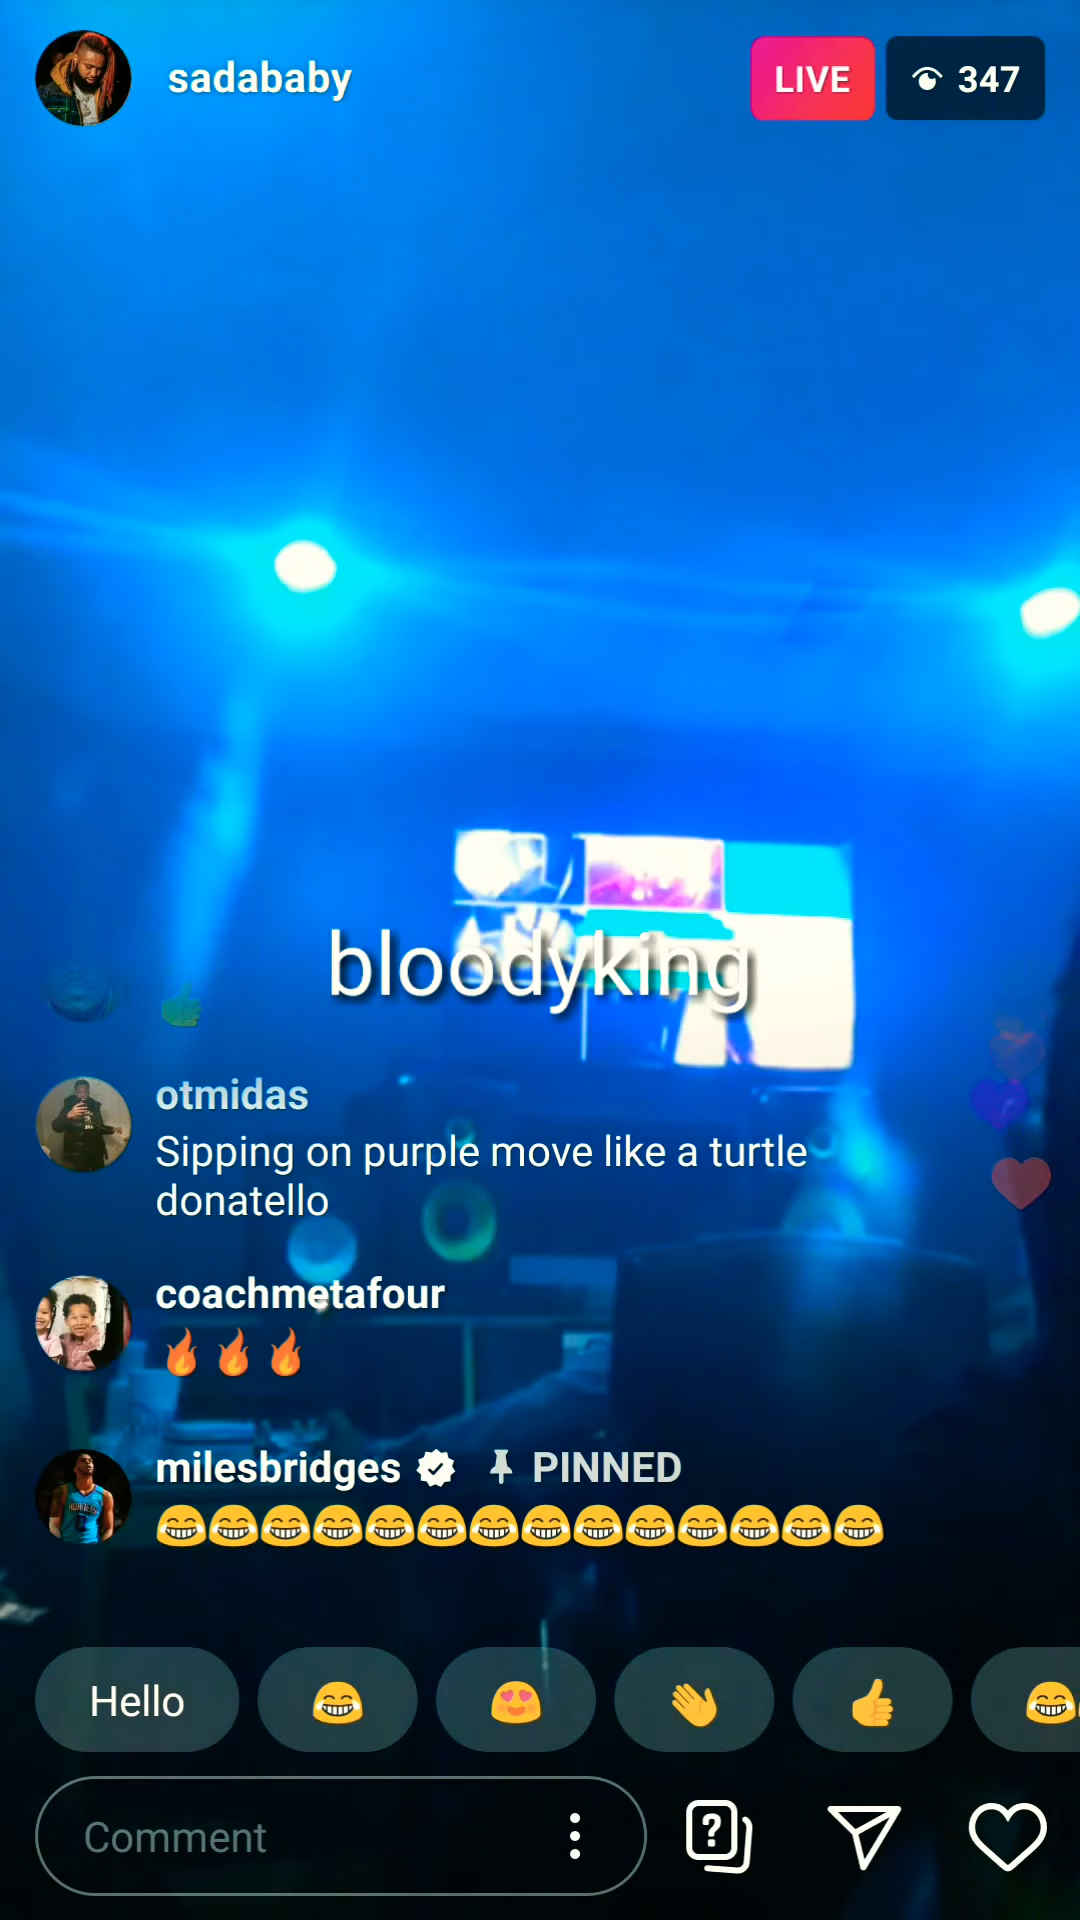 sadababy
LIVE 347
bloodyking
👍
otmidas
Sipping on purple move like a turtle
donatello
coachmetafour
🔥🔥🔥
milesbridges PINNED
😂😂😂😂😂😂😂😂😂😂😂😂😂😂
Hello 😂 😍 👋 👍 😂
Comment